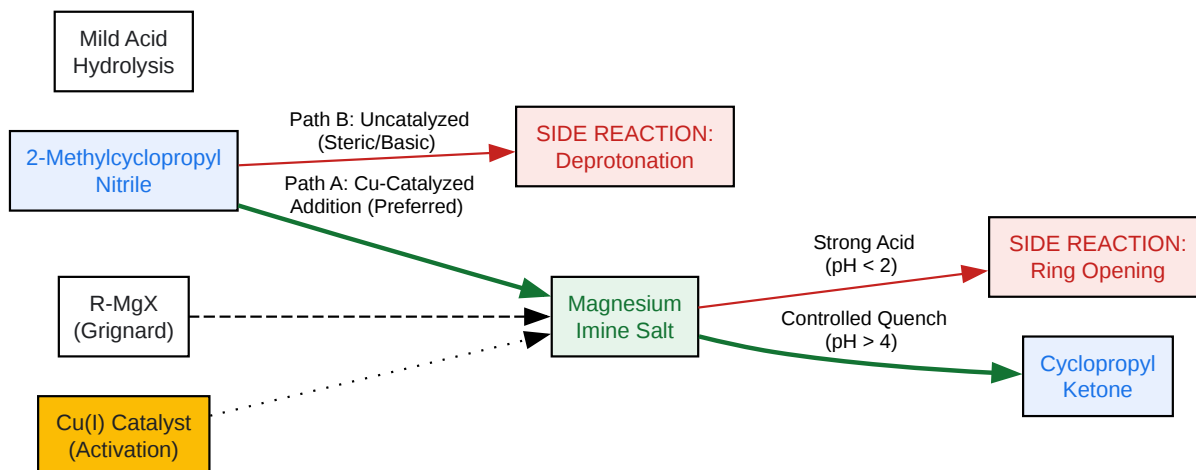 Mild Acid
Hydrolysis
2-Methylcyclopropyl
Nitrile
Path B: Uncatalyzed
(Steric/Basic)
SIDE REACTION:
Deprotonation
Path A: Cu-Catalyzed
Addition (Preferred)
R-MgX
(Grignard)
Cu(I) Catalyst
(Activation)
Magnesium
Imine Salt
Strong Acid
(pH < 2)
SIDE REACTION:
Ring Opening
Controlled Quench
(pH > 4)
Cyclopropyl
Ketone